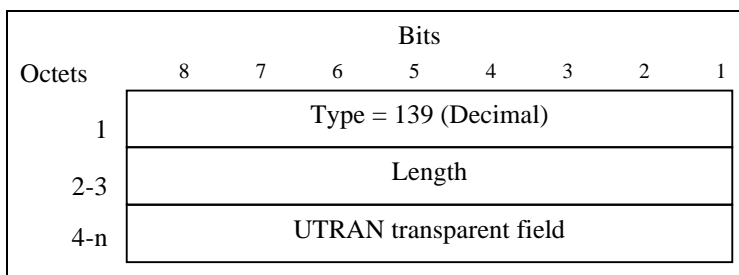 Bits
Octets 8 7 6 5 4 3 2 1
1 Type = 139 (Decimal)
2-3 Length
4-n UTRAN transparent field